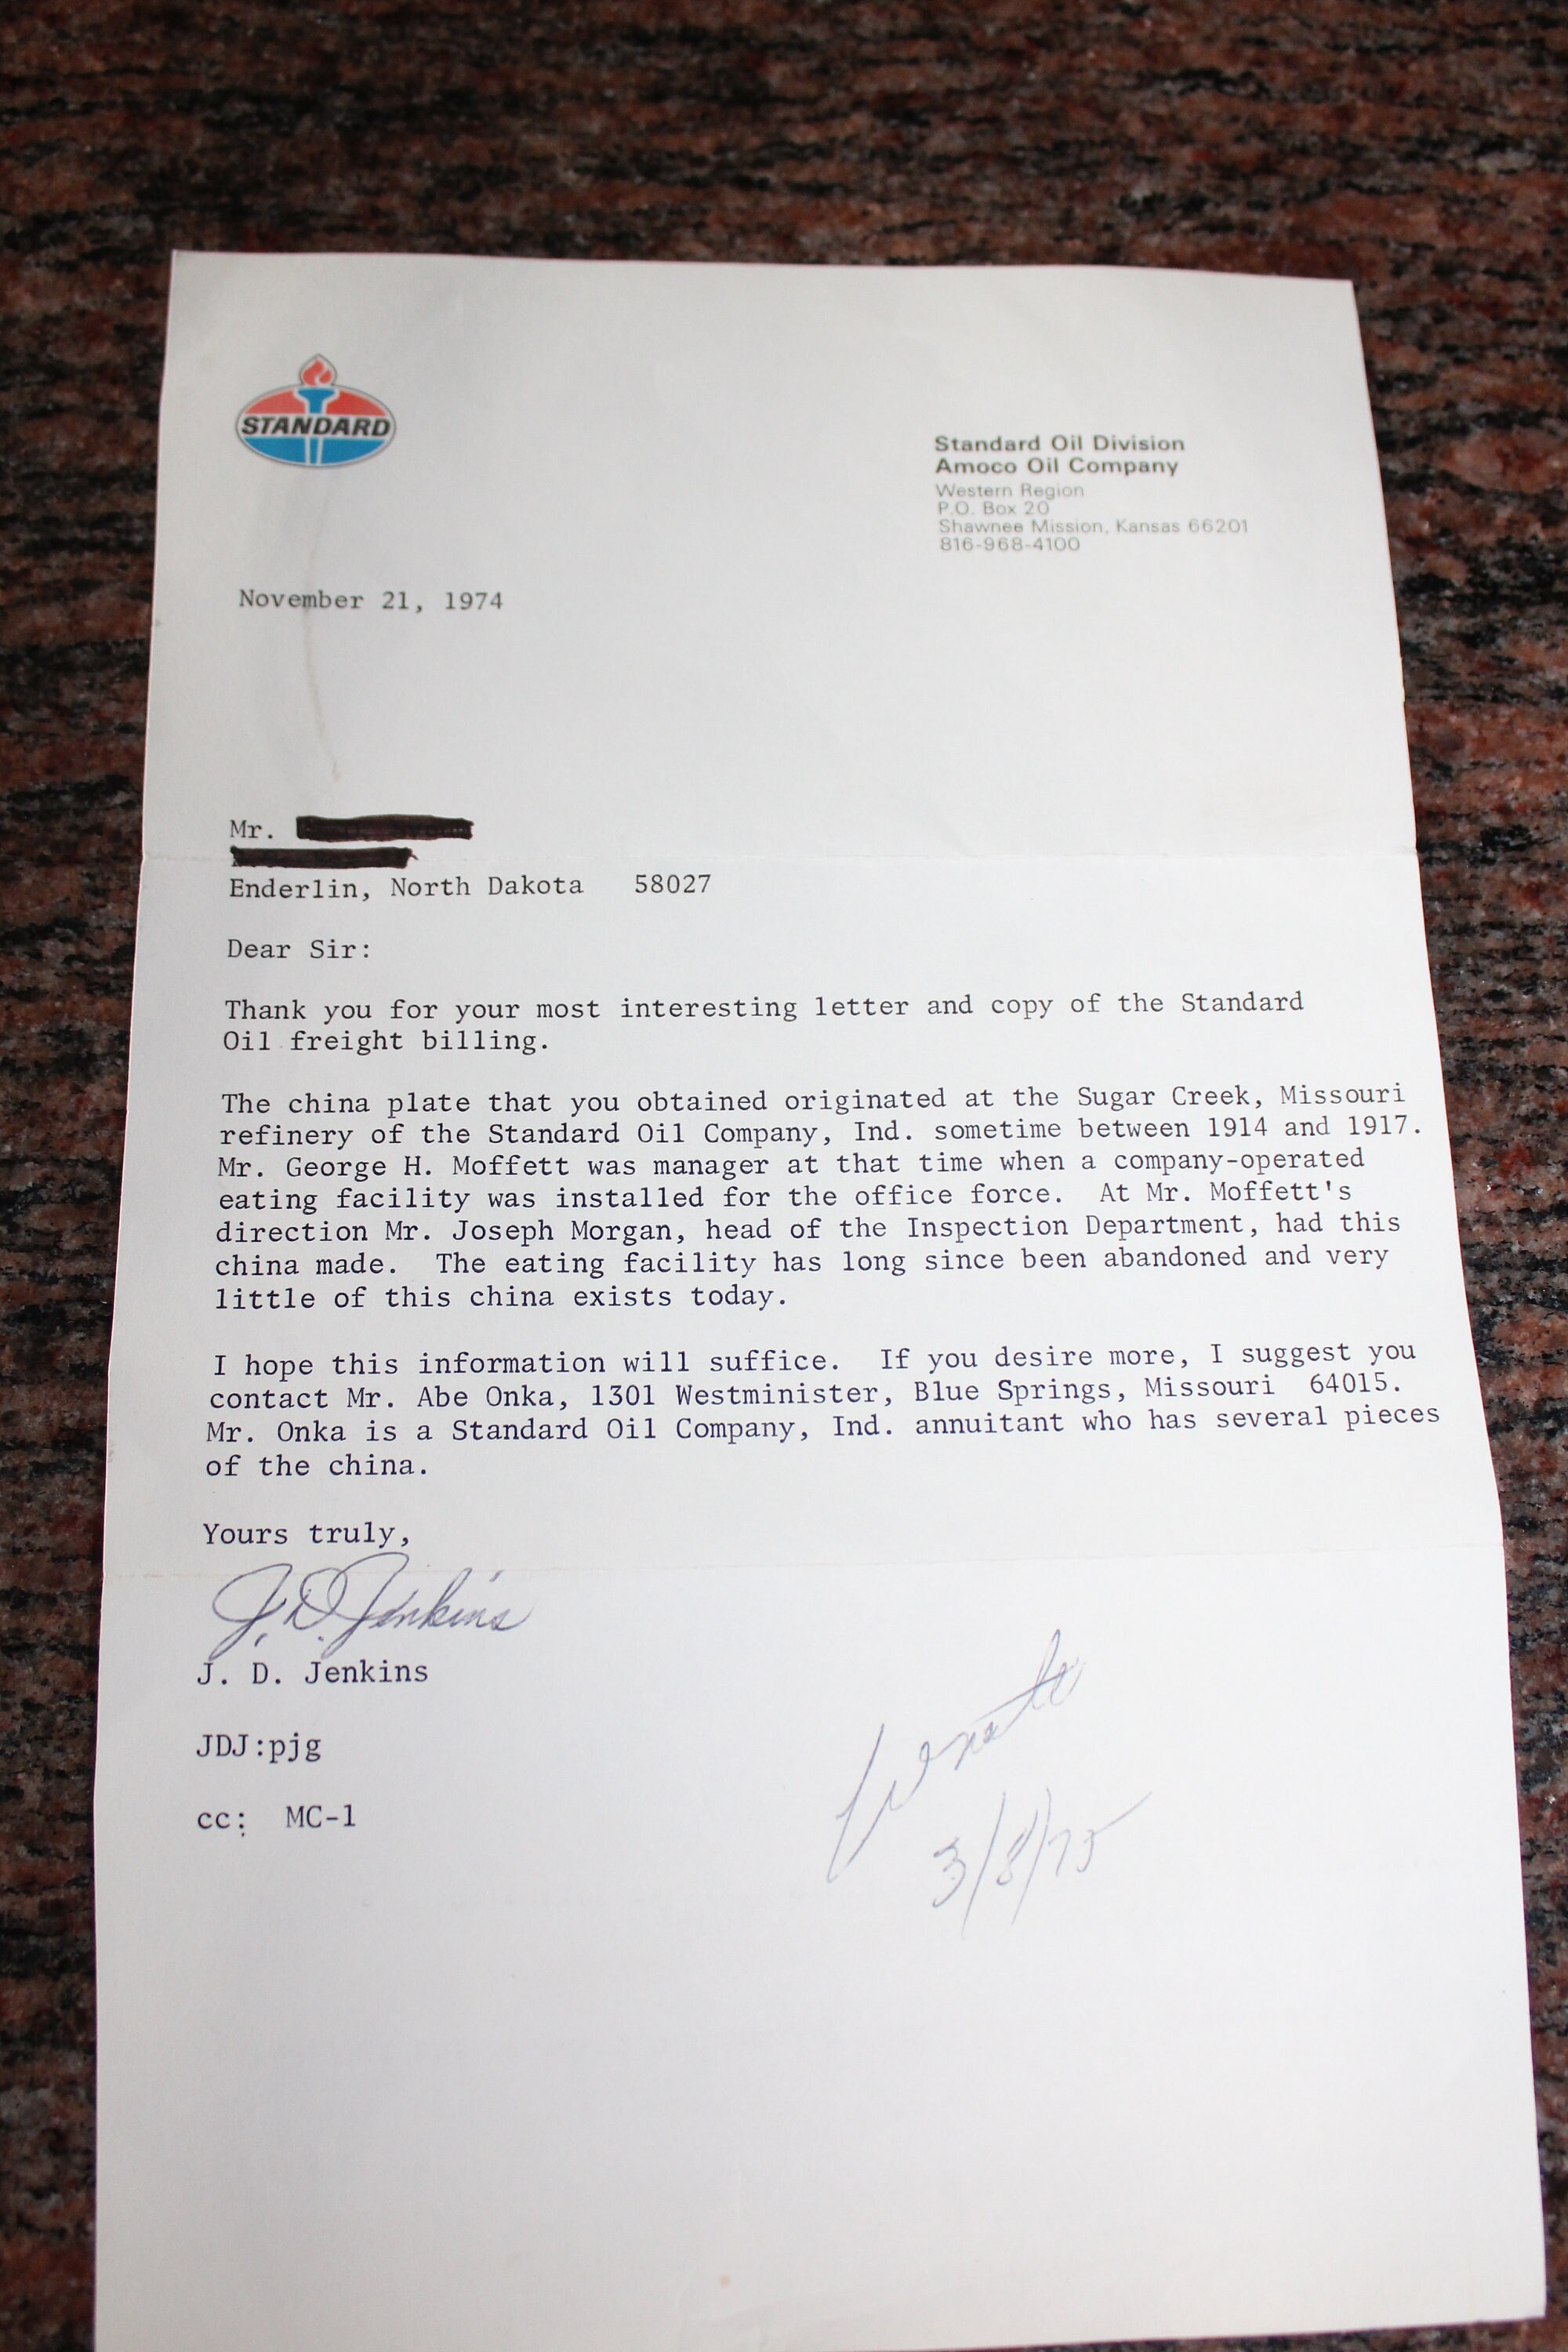 STANDARD
Standard Oil Division
Amoco Oil Company
Western Region
P.O. Box 20
Shawnee Mission, Kansas 66201
816-968-4100
November 21, 1974
Mr.
Enderlin, North Dakota 58027
Dear Sir:
Thank you for your most interesting letter and copy of the Standard
Oil freight billing.
The china plate that you obtained originated at the Sugar Creek, Missouri
refinery of the Standard Oil Company, Ind. sometime between 1914 and 1917.
Mr. George H. Moffett was manager at that time when a company-operated
eating facility was installed for the office force. At Mr. Moffett's
direction Mr. Joseph Morgan, head of the Inspection Department, had this
china made. The eating facility has long since been abandoned and very
little of this china exists today.
I hope this information will suffice. If you desire more, I suggest you
contact Mr. Abe Onka, 1301 Westminister, Blue Springs, Missouri 64015.
Mr. Onka is a Standard Oil Company, Ind. annuitant who has several pieces
of the china.
Yours truly,
J. D. Jenkins
J. D. Jenkins
JDJ:pjg
cc: MC-1
3/8/75